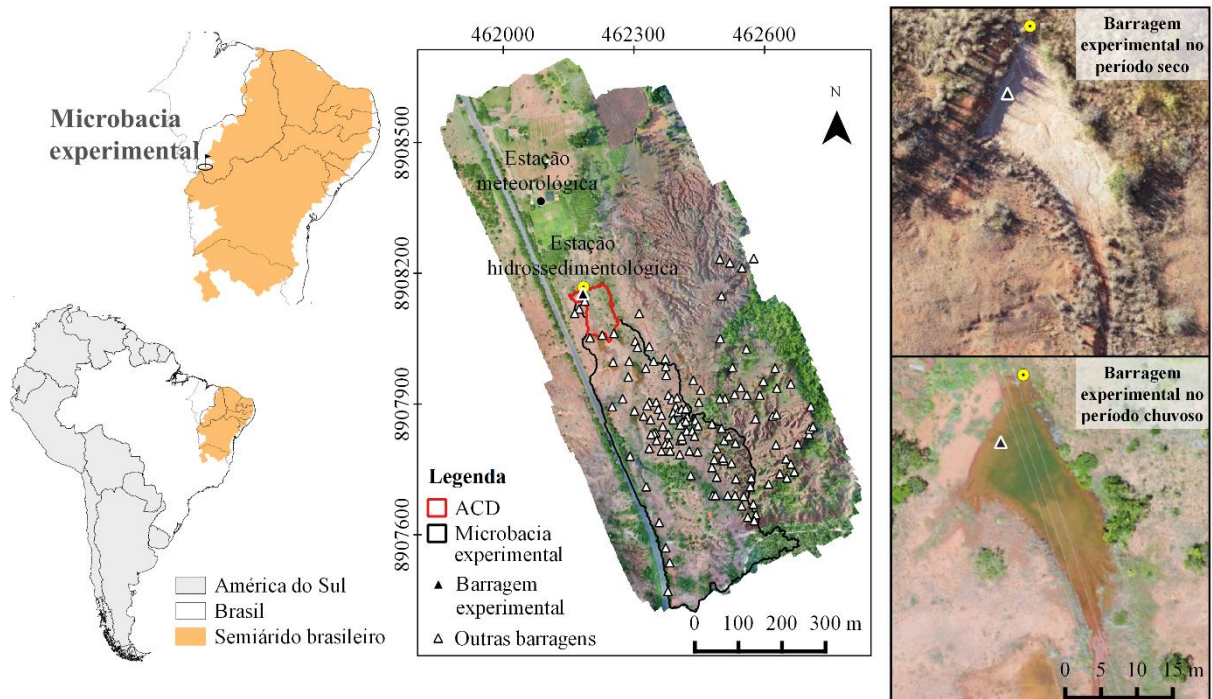 Microbacia
experimental
América do Sul
Brasil
Semiárido brasileiro
462000 462300 462600
8908500
8908200
8907900
8907600
N
Estação
meteorológica
Estação
hidrossedimentológica
Legenda
ACD
Microbacia
experimental
Barragem
experimental
Outras barragens
0 100 200 300 m
Barragem
experimental no
período seco
Barragem
experimental no
período chuvoso
0 5 10 15 m